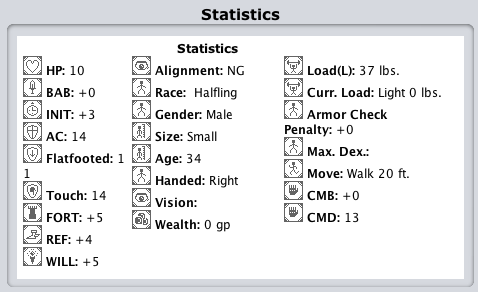 Statistics
Statistics
HP: 10
BAB: +0
INIT: +3
AC: 14
Flatfooted: 1
1
Touch: 14
FORT: +5
REF: +4
WILL: +5
Alignment: NG
Race: Halfling
Gender: Male
Size: Small
Age: 34
Handed: Right
Vision:
Wealth: 0 gp
Load(L): 37 lbs.
Curr. Load: Light 0 lbs.
Armor Check
Penalty: +0
Max. Dex.:
Move: Walk 20 ft.
CMB: +0
CMD: 13